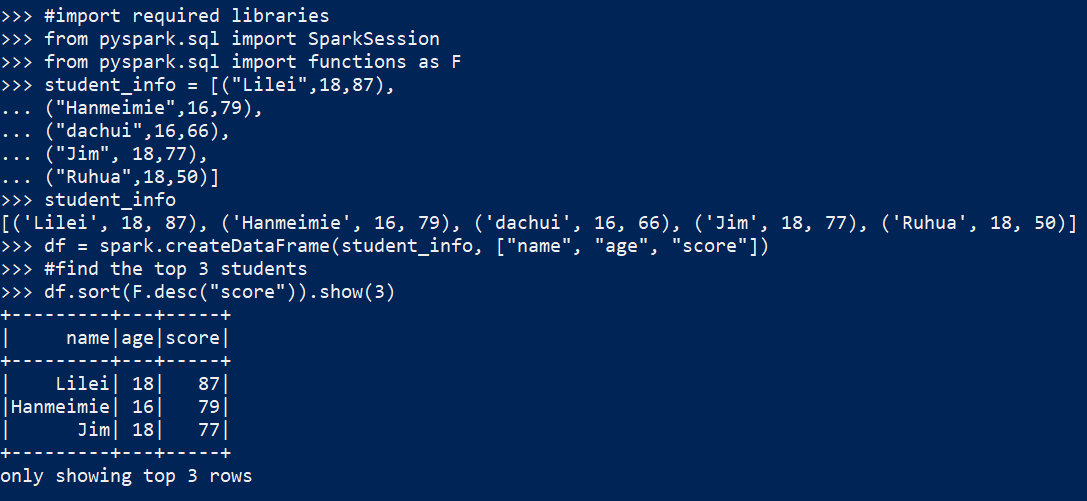 >>> #import required libraries
>>> from pyspark.sql import SparkSession
>>> from pyspark.sql import functions as F
>>> student_info = [("Lilei",18,87),
... ("Hanmeimie",16,79),
... ("dachui",16,66),
... ("Jim", 18,77),
... ("Ruhua",18,50)]
>>> student_info
[('Lilei', 18, 87), ('Hanmeimie', 16, 79), ('dachui', 16, 66), ('Jim', 18, 77), ('Ruhua', 18, 50)]
>>> df = spark.createDataFrame(student_info, ["name", "age", "score"])
>>> #find the top 3 students
>>> df.sort(F.desc("score")).show(3)
+---------+---+-----+
|     name|age|score|
+---------+---+-----+
|    Lilei| 18|   87|
|Hanmeimie| 16|   79|
|      Jim| 18|   77|
+---------+---+-----+
only showing top 3 rows